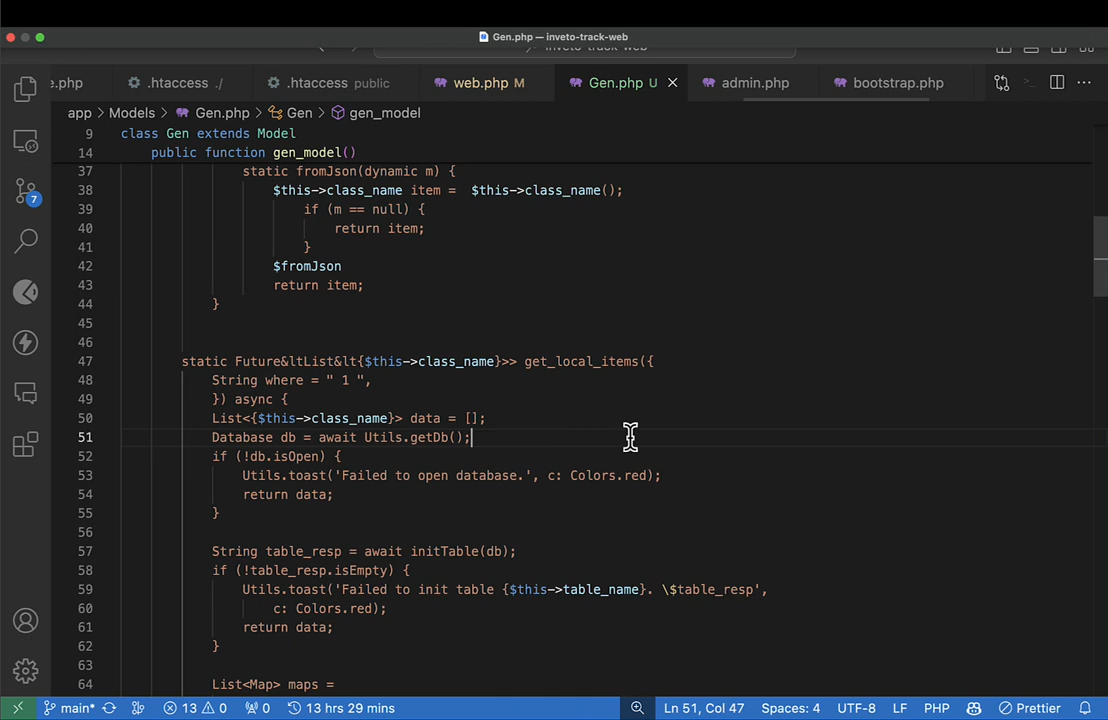 Gen.php — inveto-track-web
inveto-track-web
e.php
.htaccess ./
.htaccess public
web.php M
Gen.php U
admin.php
bootstrap.php
app > Models > Gen.php > Gen > gen_model
9 class Gen extends Model
14 public function gen_model()
37 static fromJson(dynamic m) {
38 $this->class_name item =  $this->class_name();
39 if (m == null) {
40 return item;
41 }
42 $fromJson
43 return item;
44 }
45
46
47 static Future&ltList&lt{$this->class_name}>> get_local_items({
48 String where = " 1 ",
49 }) async {
50 List<{$this->class_name}> data = [];
51 Database db = await Utils.getDb();
52 if (!db.isOpen) {
53 Utils.toast('Failed to open database.', c: Colors.red);
54 return data;
55 }
56
57 String table_resp = await initTable(db);
58 if (!table_resp.isEmpty) {
59 Utils.toast('Failed to init table {$this->table_name}. \$table_resp',
60 c: Colors.red);
61 return data;
62 }
63
64 List<Map> maps =
7
main* 13 0 0 13 hrs 29 mins Ln 51, Col 47 Spaces: 4 UTF-8 LF PHP Prettier